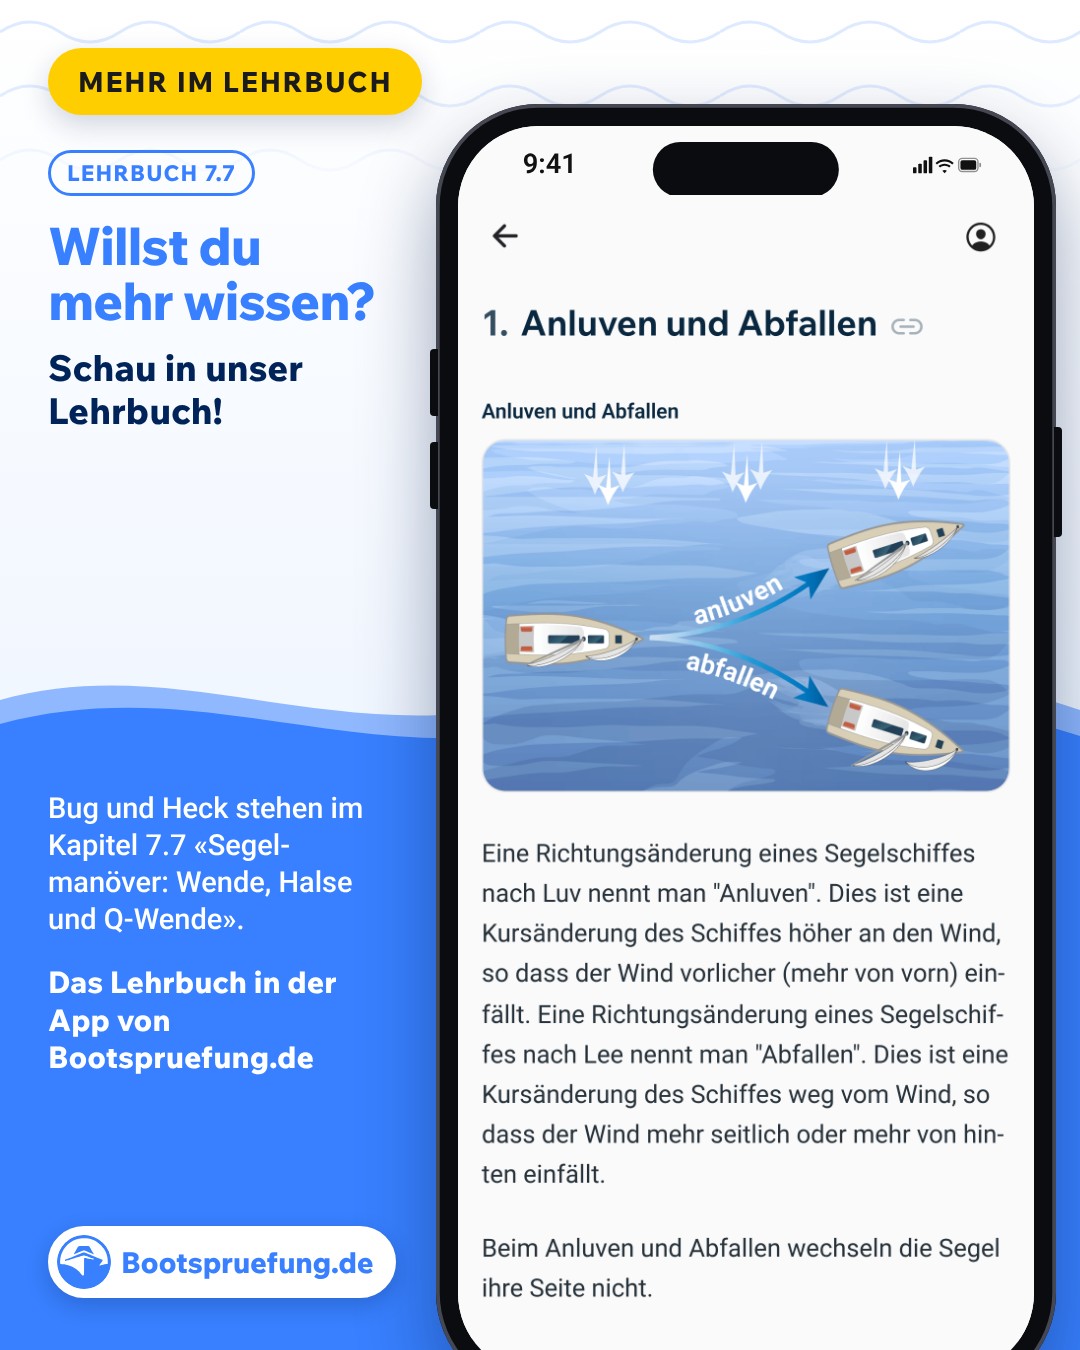 MEHR IM LEHRBUCH
LEHRBUCH 7.7
Willst du
mehr wissen?
Schau in unser
Lehrbuch!
Bug und Heck stehen im
Kapitel 7.7 «Segel-
manöver: Wende, Halse
und Q-Wende».
Das Lehrbuch in der
App von
Bootspruefung.de
Bootspruefung.de
9:41
1. Anluven und Abfallen
Anluven und Abfallen
anluven
abfallen
Eine Richtungsänderung eines Segelschiffes
nach Luv nennt man "Anluven". Dies ist eine
Kursänderung des Schiffes höher an den Wind,
so dass der Wind vorlicher (mehr von vorn) ein-
fällt. Eine Richtungsänderung eines Segelschif-
fes nach Lee nennt man "Abfallen". Dies ist eine
Kursänderung des Schiffes weg vom Wind, so
dass der Wind mehr seitlich oder mehr von hin-
ten einfällt.
Beim Anluven und Abfallen wechseln die Segel
ihre Seite nicht.